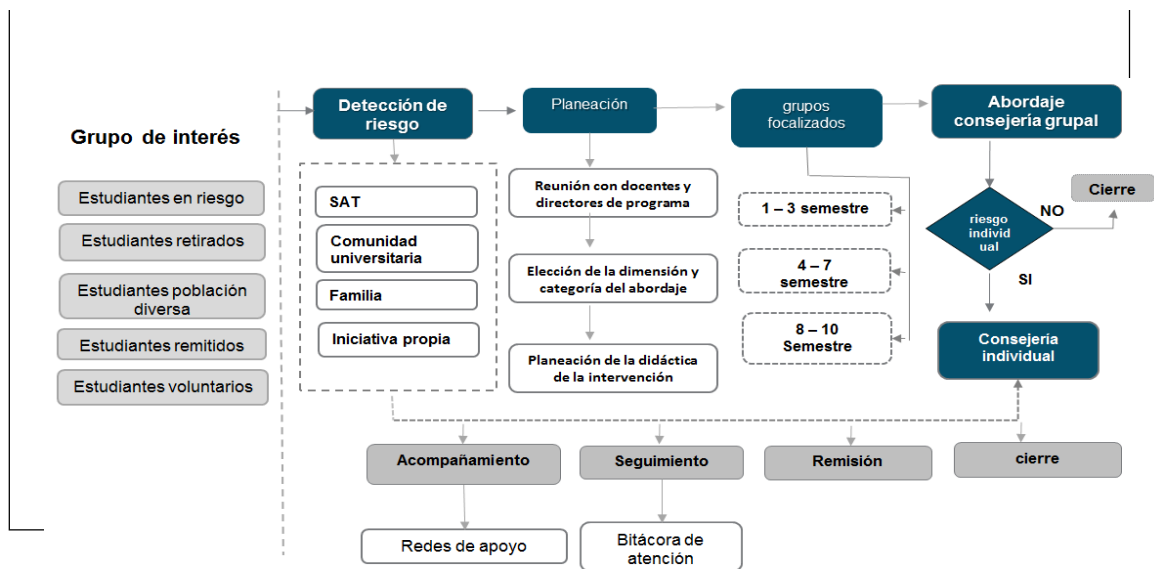 Grupo de interés
Estudiantes en riesgo
Estudiantes retirados
Estudiantes población
diversa
Estudiantes remitidos
Estudiantes voluntarios
Detección de
riesgo
SAT
Comunidad
universitaria
Familia
Iniciativa propia
Planeación
Reunión con docentes y
directores de programa
Elección de la dimensión y
categoría del abordaje
Planeación de la didáctica
de la intervención
grupos
focalizados
1 – 3 semestre
4 – 7
semestre
8 – 10
Semestre
Abordaje
consejería grupal
riesgo
individ
ual
NO
Cierre
SI
Consejería
individual
Acompañamiento
Seguimiento
Remisión
cierre
Redes de apoyo
Bitácora de
atención